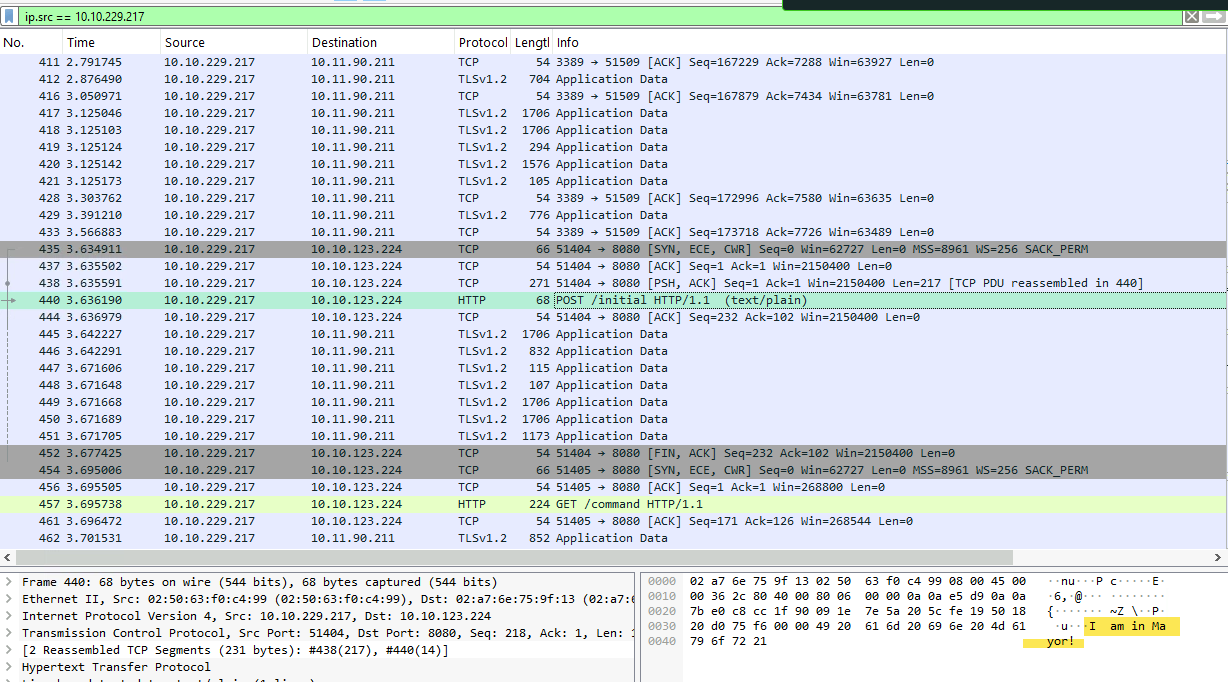 ip.src == 10.10.229.217
No. Time Source Destination Protocol Lengtl Info
411 2.791745 10.10.229.217 10.11.90.211 TCP 54 3389 → 51509 [ACK] Seq=167229 Ack=7288 Win=63927 Len=0
412 2.876490 10.10.229.217 10.11.90.211 TLSv1.2 704 Application Data
416 3.050971 10.10.229.217 10.11.90.211 TCP 54 3389 → 51509 [ACK] Seq=167879 Ack=7434 Win=63781 Len=0
417 3.125046 10.10.229.217 10.11.90.211 TLSv1.2 1706 Application Data
418 3.125103 10.10.229.217 10.11.90.211 TLSv1.2 1706 Application Data
419 3.125124 10.10.229.217 10.11.90.211 TLSv1.2 294 Application Data
420 3.125142 10.10.229.217 10.11.90.211 TLSv1.2 1576 Application Data
421 3.125173 10.10.229.217 10.11.90.211 TLSv1.2 105 Application Data
428 3.303762 10.10.229.217 10.11.90.211 TCP 54 3389 → 51509 [ACK] Seq=172996 Ack=7580 Win=63635 Len=0
429 3.391210 10.10.229.217 10.11.90.211 TLSv1.2 776 Application Data
433 3.566883 10.10.229.217 10.11.90.211 TCP 54 3389 → 51509 [ACK] Seq=173718 Ack=7726 Win=63489 Len=0
435 3.634911 10.10.229.217 10.10.123.224 TCP 66 51404 → 8080 [SYN, ECE, CWR] Seq=0 Win=62727 Len=0 MSS=8961 WS=256 SACK_PERM
437 3.635502 10.10.229.217 10.10.123.224 TCP 54 51404 → 8080 [ACK] Seq=1 Ack=1 Win=2150400 Len=0
438 3.635591 10.10.229.217 10.10.123.224 TCP 271 51404 → 8080 [PSH, ACK] Seq=1 Ack=1 Win=2150400 Len=217 [TCP PDU reassembled in 440]
440 3.636190 10.10.229.217 10.10.123.224 HTTP 68 POST /initial HTTP/1.1 (text/plain)
444 3.636979 10.10.229.217 10.10.123.224 TCP 54 51404 → 8080 [ACK] Seq=232 Ack=102 Win=2150400 Len=0
445 3.642227 10.10.229.217 10.11.90.211 TLSv1.2 1706 Application Data
446 3.642291 10.10.229.217 10.11.90.211 TLSv1.2 832 Application Data
447 3.671606 10.10.229.217 10.11.90.211 TLSv1.2 115 Application Data
448 3.671648 10.10.229.217 10.11.90.211 TLSv1.2 107 Application Data
449 3.671668 10.10.229.217 10.11.90.211 TLSv1.2 1706 Application Data
450 3.671689 10.10.229.217 10.11.90.211 TLSv1.2 1706 Application Data
451 3.671705 10.10.229.217 10.11.90.211 TLSv1.2 1173 Application Data
452 3.677425 10.10.229.217 10.10.123.224 TCP 54 51404 → 8080 [FIN, ACK] Seq=232 Ack=102 Win=2150400 Len=0
454 3.695006 10.10.229.217 10.10.123.224 TCP 66 51405 → 8080 [SYN, ECE, CWR] Seq=0 Win=62727 Len=0 MSS=8961 WS=256 SACK_PERM
456 3.695505 10.10.229.217 10.10.123.224 TCP 54 51405 → 8080 [ACK] Seq=1 Ack=1 Win=268800 Len=0
457 3.695738 10.10.229.217 10.10.123.224 HTTP 224 GET /command HTTP/1.1
461 3.696472 10.10.229.217 10.10.123.224 TCP 54 51405 → 8080 [ACK] Seq=171 Ack=126 Win=268544 Len=0
462 3.701531 10.10.229.217 10.11.90.211 TLSv1.2 852 Application Data
Frame 440: 68 bytes on wire (544 bits), 68 bytes captured (544 bits)
Ethernet II, Src: 02:50:63:f0:c4:99 (02:50:63:f0:c4:99), Dst: 02:a7:6e:75:9f:13 (02:a7:6
Internet Protocol Version 4, Src: 10.10.229.217, Dst: 10.10.123.224
Transmission Control Protocol, Src Port: 51404, Dst Port: 8080, Seq: 218, Ack: 1, Len: 1
[2 Reassembled TCP Segments (231 bytes): #438(217), #440(14)]
Hypertext Transfer Protocol
0000 02 a7 6e 75 9f 13 02 50 63 f0 c4 99 08 00 45 00 ··nu···P c·····E·
0010 00 36 2c 80 40 00 80 06 00 00 0a 0a e5 d9 0a 0a ·6,·@··· ········
0020 7b e0 c8 cc 1f 90 09 1e 7e 5a 20 5c fe 19 50 18 {······· ~Z \··P·
0030 20 d0 75 f6 00 00 49 20 61 6d 20 69 6e 20 4d 61 ·u···I am in Ma
0040 79 6f 72 21 yor!